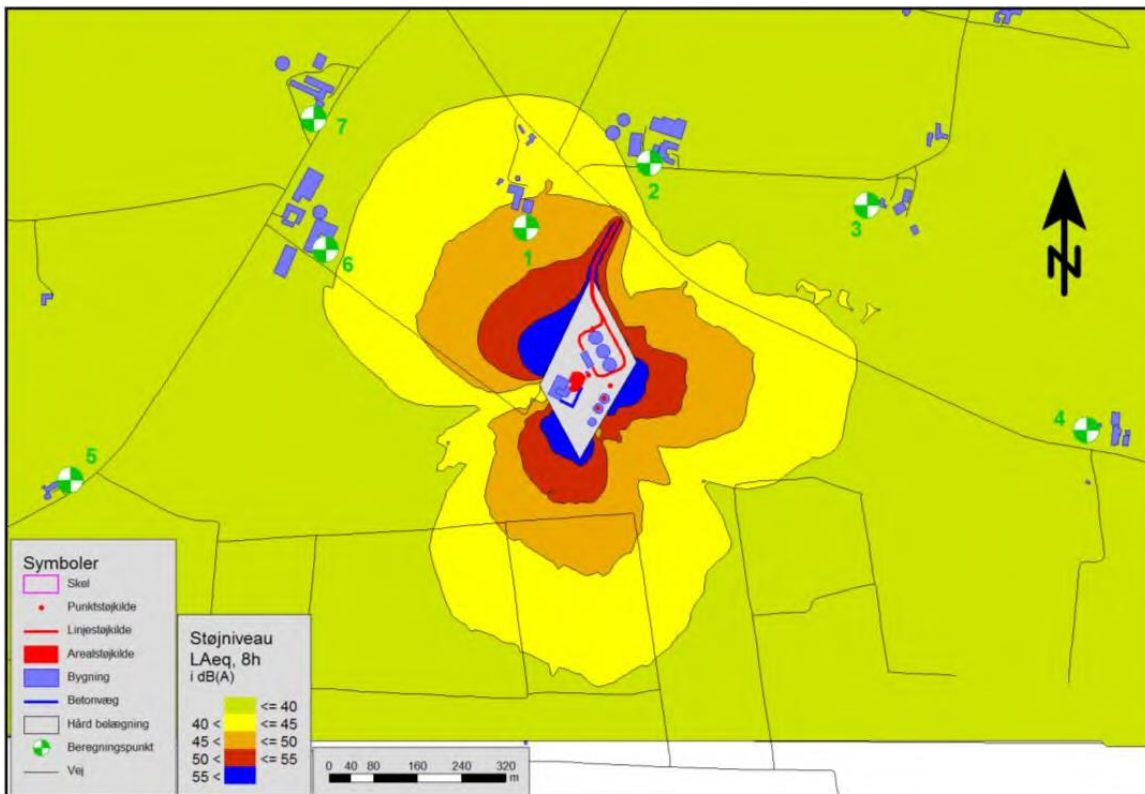 7
2
3
1
6
4
5
N
Symboler
Skel
Punktstøjkilde
Linjestøjkilde
Arealstøjkilde
Bygning
Betonvæg
Hård belægning
Beregningspunkt
Vej
Støjniveau
LAeq, 8h
i dB(A)
<= 40
40 < <= 45
45 < <= 50
50 < <= 55
55 <
0 40 80 160 240 320
m